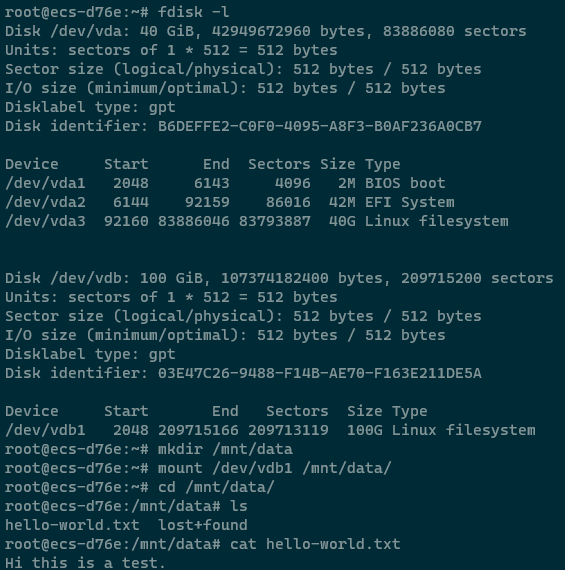 root@ecs-d76e:~# fdisk -l
Disk /dev/vda: 40 GiB, 42949672960 bytes, 83886080 sectors
Units: sectors of 1 * 512 = 512 bytes
Sector size (logical/physical): 512 bytes / 512 bytes
I/O size (minimum/optimal): 512 bytes / 512 bytes
Disklabel type: gpt
Disk identifier: B6DEFFE2-C0F0-4095-A8F3-B0AF236A0CB7
Device     Start      End  Sectors Size Type
/dev/vda1   2048     6143     4096   2M BIOS boot
/dev/vda2   6144    92159    86016  42M EFI System
/dev/vda3  92160 83886046 83793887  40G Linux filesystem
Disk /dev/vdb: 100 GiB, 107374182400 bytes, 209715200 sectors
Units: sectors of 1 * 512 = 512 bytes
Sector size (logical/physical): 512 bytes / 512 bytes
I/O size (minimum/optimal): 512 bytes / 512 bytes
Disklabel type: gpt
Disk identifier: 03E47C26-9488-F14B-AE70-F163E211DE5A
Device     Start       End   Sectors  Size Type
/dev/vdb1   2048 209715166 209713119  100G Linux filesystem
root@ecs-d76e:~# mkdir /mnt/data
root@ecs-d76e:~# mount /dev/vdb1 /mnt/data/
root@ecs-d76e:~# cd /mnt/data/
root@ecs-d76e:/mnt/data# ls
hello-world.txt  lost+found
root@ecs-d76e:/mnt/data# cat hello-world.txt
Hi this is a test.